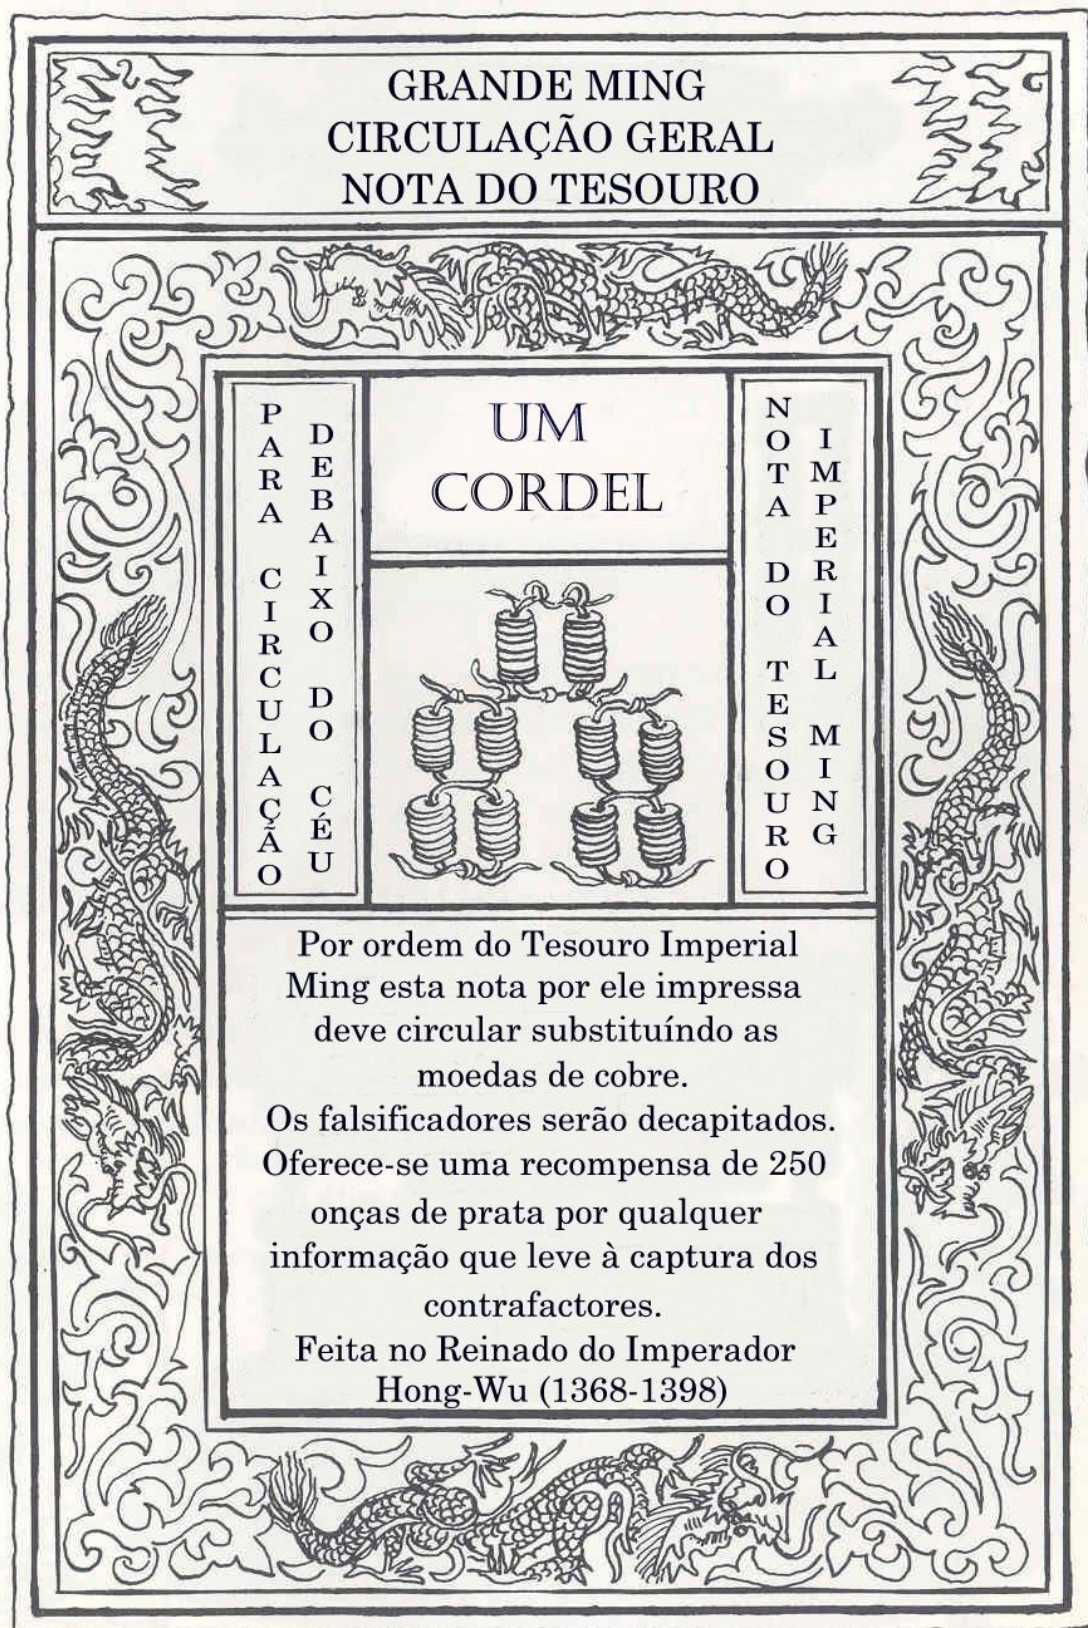 GRANDE MING
CIRCULAÇÃO GERAL
NOTA DO TESOURO
PARA CIRCULAÇÃO
DEBAIXO DO CÉU
UM
CORDEL
NOTA DO TESOURO
IMPERIAL MING
Por ordem do Tesouro Imperial
Ming esta nota por ele impressa
deve circular substituíndo as
moedas de cobre.
Os falsificadores serão decapitados.
Oferece-se uma recompensa de 250
onças de prata por qualquer
informação que leve à captura dos
contrafactores.
Feita no Reinado do Imperador
Hong-Wu (1368-1398)